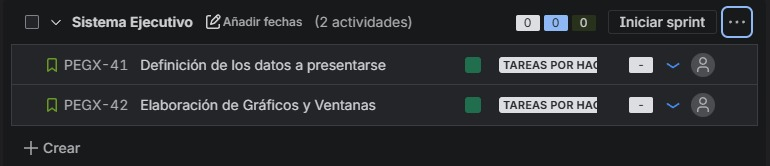 Sistema Ejecutivo Añadir fechas (2 actividades) 0 0 0 Iniciar sprint ...
PEGX-41 Definición de los datos a presentarse TAREAS POR HAC -
PEGX-42 Elaboración de Gráficos y Ventanas TAREAS POR HAC -
+ Crear